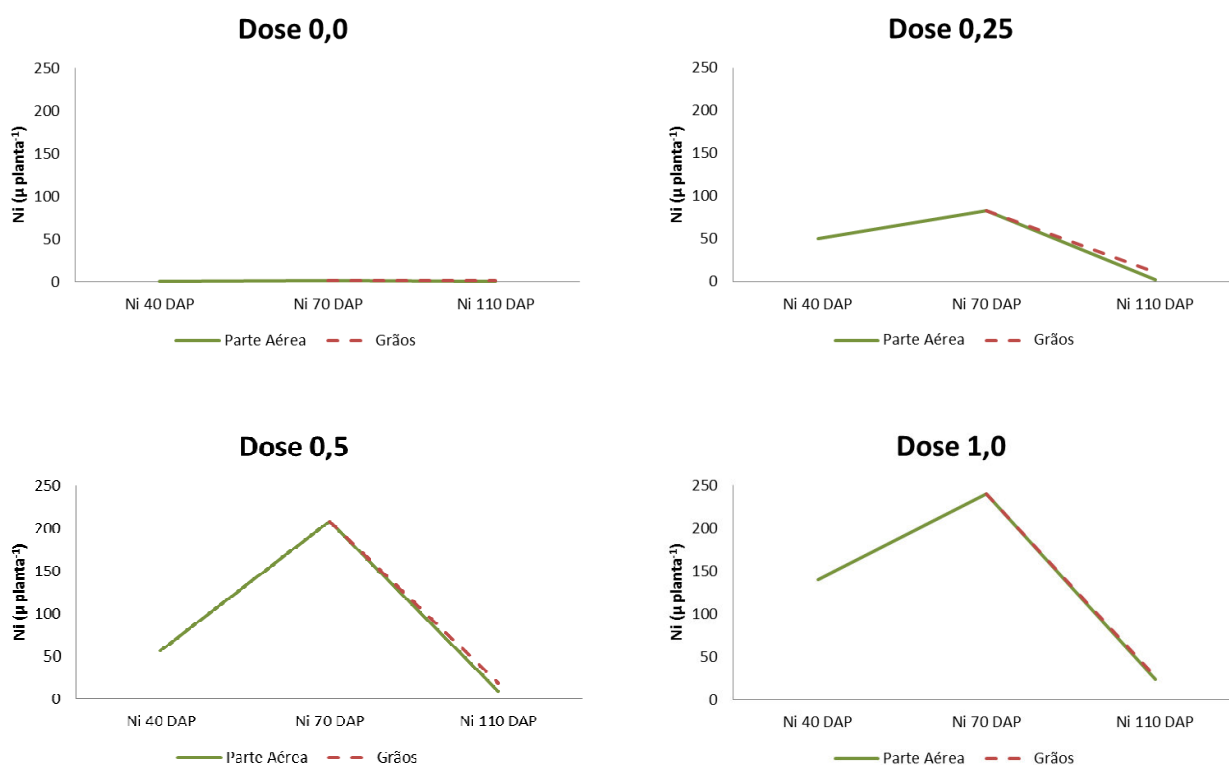 Dose 0,0
250
200
150
100
50
0
Ni (µ planta-1)
Ni 40 DAP Ni 70 DAP Ni 110 DAP
Parte Aérea Grãos
Dose 0,25
250
200
150
100
50
0
Ni (µ planta-1)
Ni 40 DAP Ni 70 DAP Ni 110 DAP
Parte Aérea Grãos
Dose 0,5
250
200
150
100
50
0
Ni (µ planta-1)
Ni 40 DAP Ni 70 DAP Ni 110 DAP
Parte Aérea Grãos
Dose 1,0
250
200
150
100
50
0
Ni (µ planta-1)
Ni 40 DAP Ni 70 DAP Ni 110 DAP
Parte Aérea Grãos